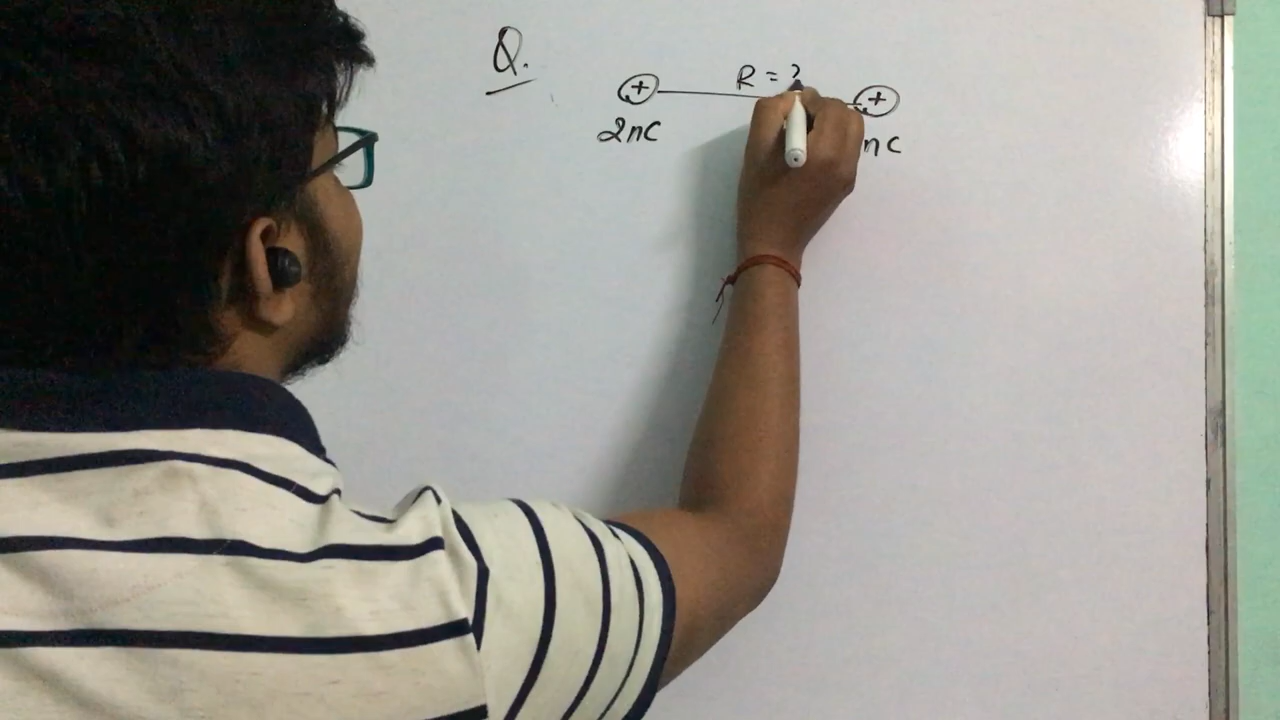 Q.
R = ?
+ +
2nC nC